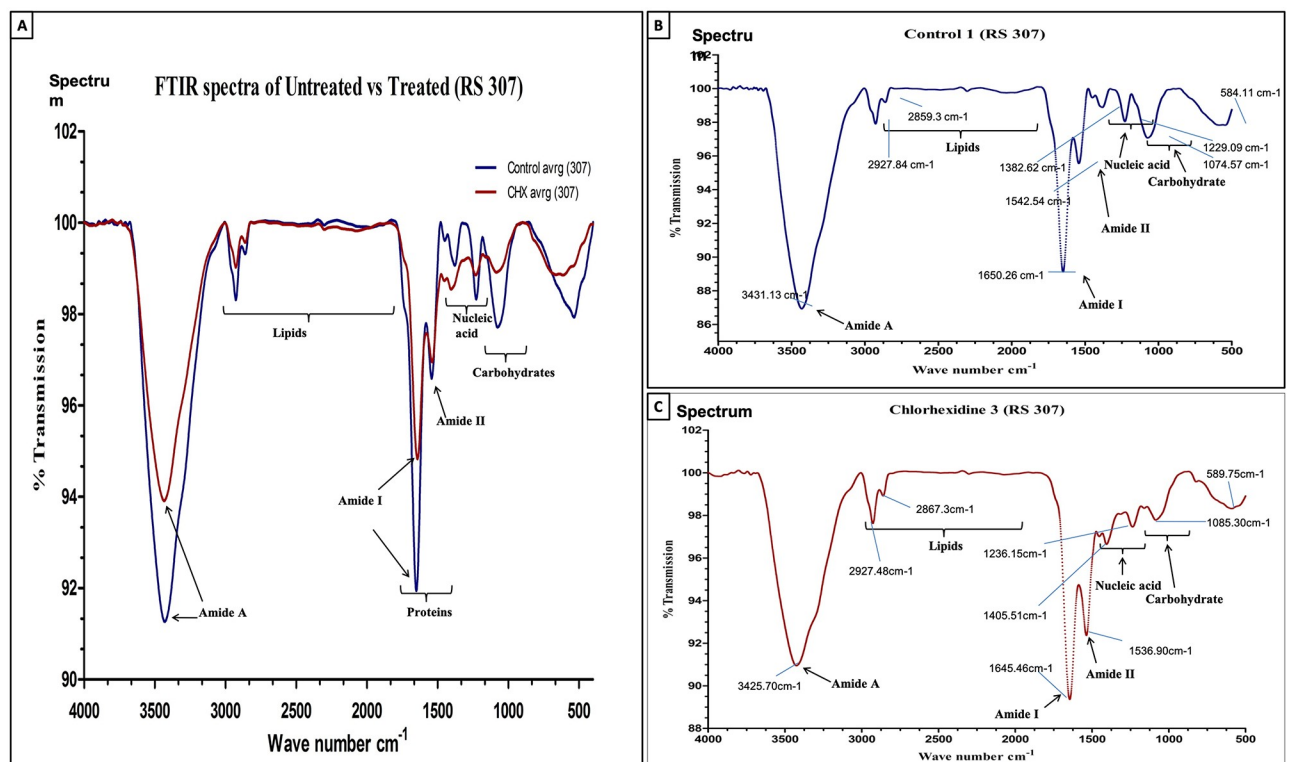 A
Spectru
m
FTIR spectra of Untreated vs Treated (RS 307)
102
100
98
96
94
92
90
% Transmission
Control avrg (307)
CHX avrg (307)
Lipids
Nucleic
acid
Carbohydrates
Amide II
Amide I
Amide A
Proteins
4000
3500
3000
2500
2000
1500
1000
500
Wave number cm-1
B
Spectru
m
Control 1 (RS 307)
102
100
98
96
94
92
90
88
86
% Transmission
584.11 cm-1
2859.3 cm-1
Lipids
2927.84 cm-1
1382.62 cm-1
Nucleic acid
1229.09 cm-1
1074.57 cm-1
Carbohydrate
1542.54 cm-1
Amide II
1650.26 cm-1
Amide I
3431.13 cm-1
Amide A
4000
3500
3000
2500
2000
1500
1000
500
Wave number cm-1
C
Spectrum
Chlorhexidine 3 (RS 307)
102
100
98
96
94
92
90
88
% Transmission
589.75cm-1
2867.3cm-1
1085.30cm-1
Lipids
1236.15cm-1
2927.48cm-1
Nucleic acid
Carbohydrate
1405.51cm-1
1536.90cm-1
1645.46cm-1
Amide II
3425.70cm-1
Amide A
Amide I
4000
3500
3000
2500
2000
1500
1000
500
Wave number cm-1